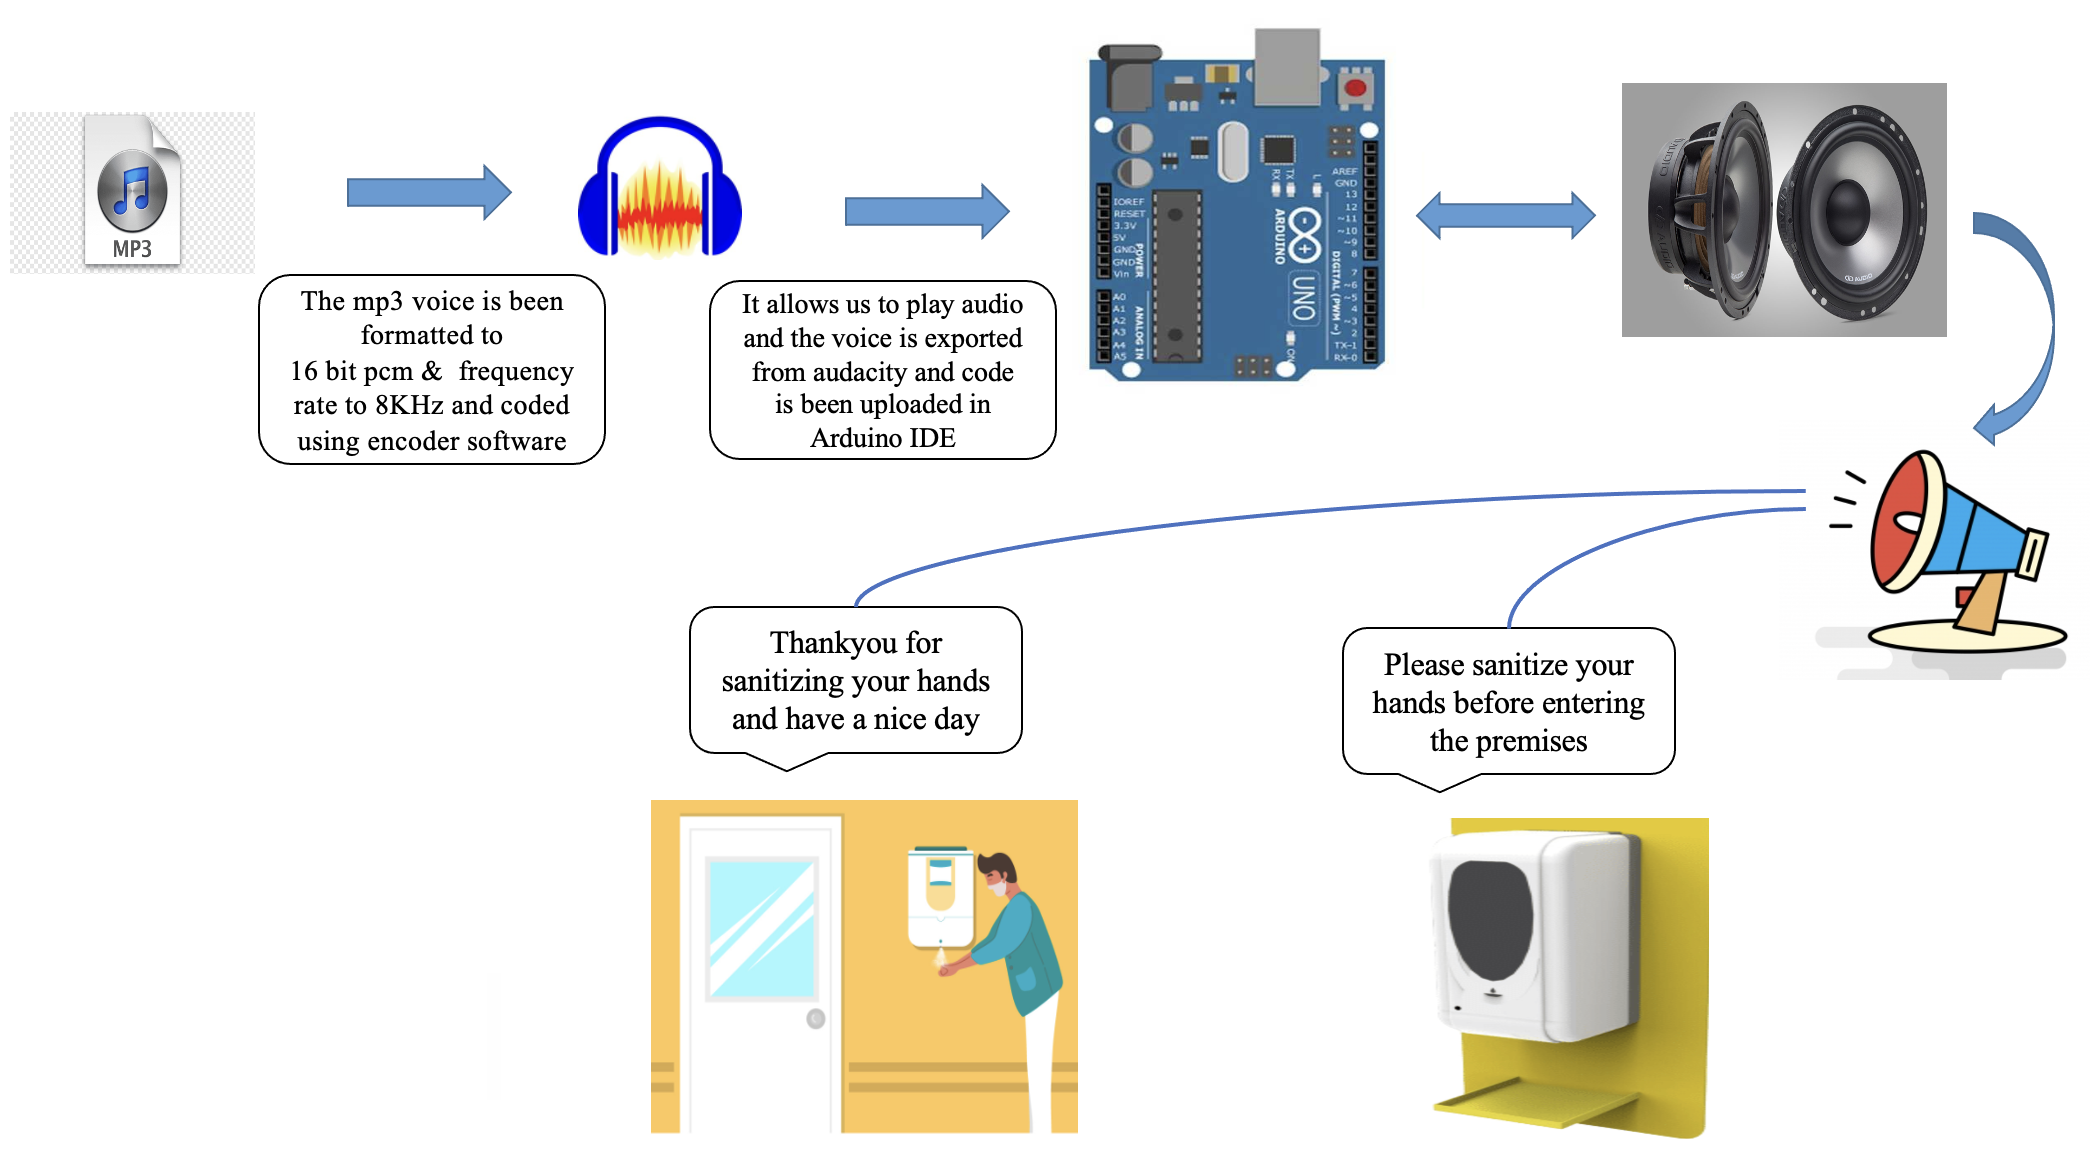 MP3
The mp3 voice is been
formatted to
16 bit pcm & frequency
rate to 8KHz and coded
using encoder software
It allows us to play audio
and the voice is exported
from audacity and code
is been uploaded in
Arduino IDE
IOREF
RESET
3.3V
5V
GND
GND
Vin
POWER
A0
A1
A2
A3
A4
A5
ANALOG IN
RX
TX
L
ARDUINO
UNO
ON
AREF
GND
13
12
~11
~10
~9
8
7
~6
~5
4
~3
2
TX-1
RX-0
DIGITAL (PWM ~)
Thankyou for
sanitizing your hands
and have a nice day
Please sanitize your
hands before entering
the premises